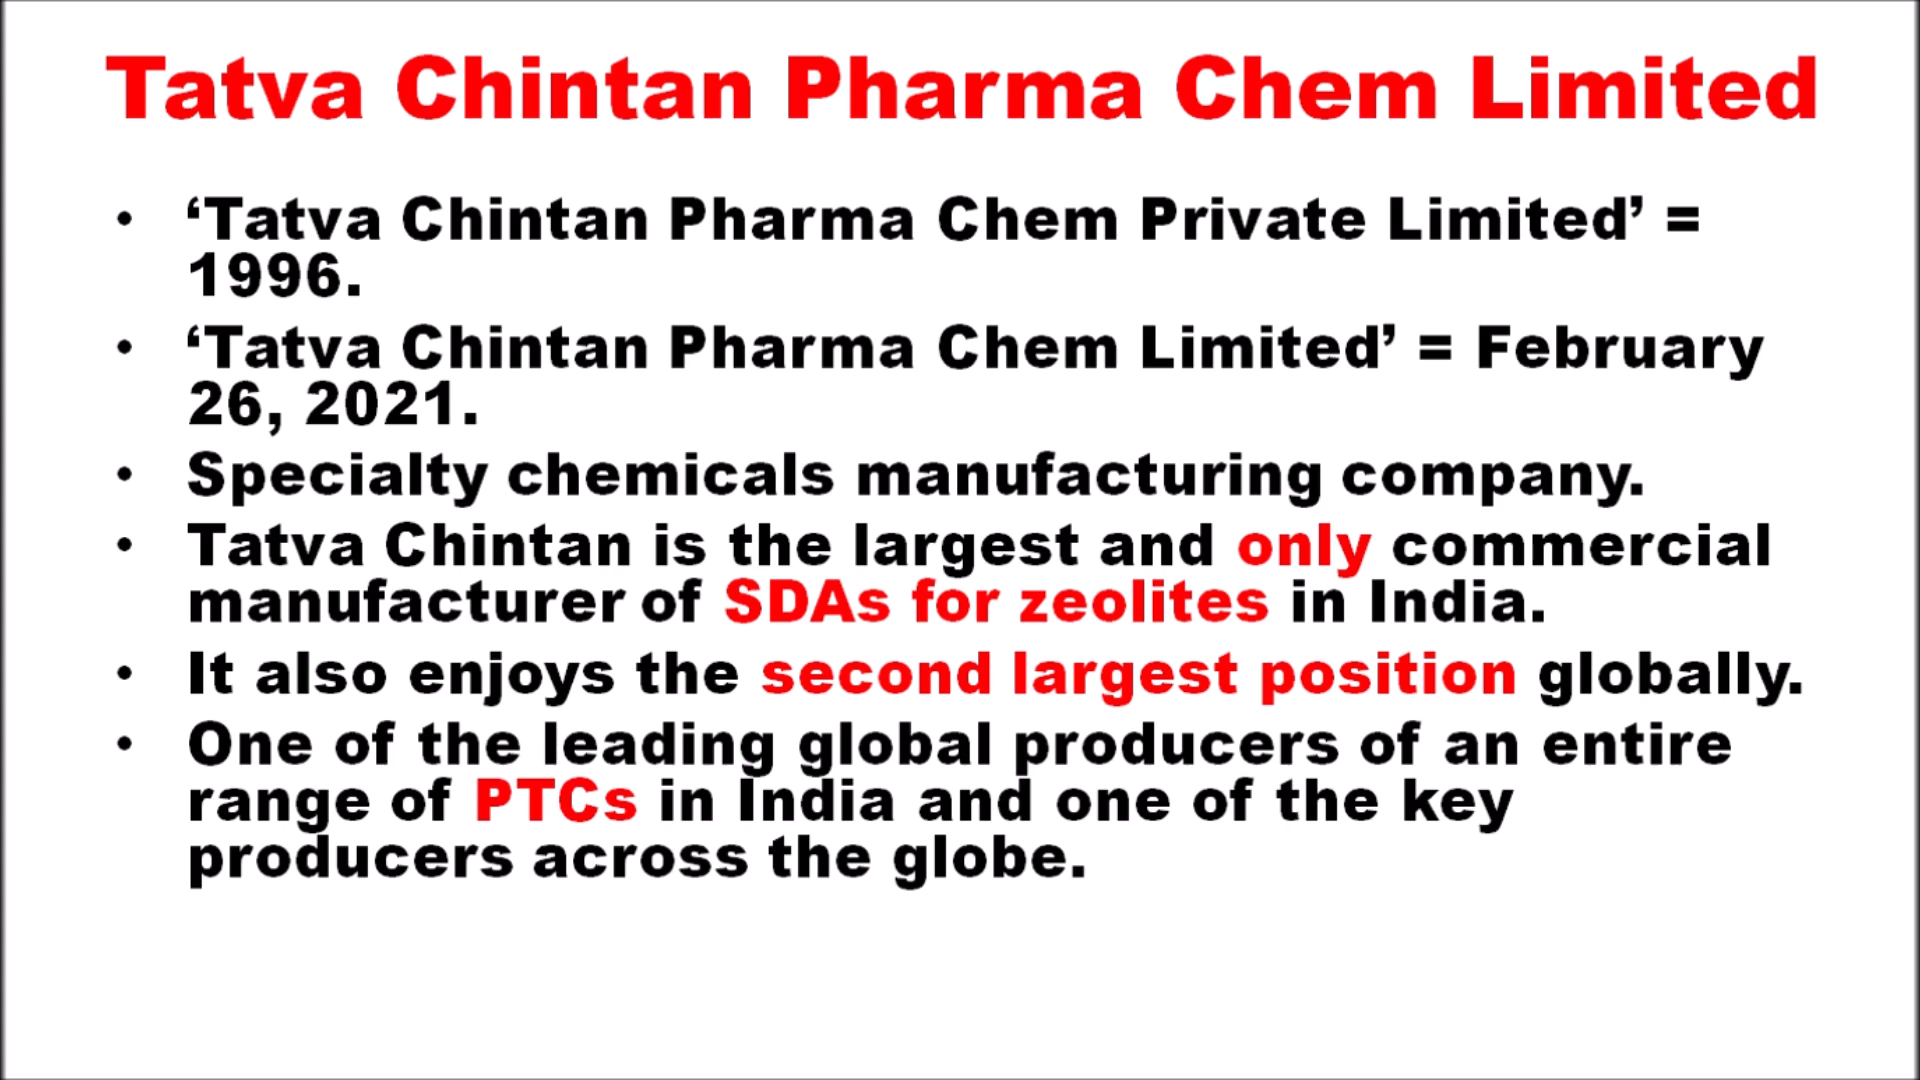 Tatva Chintan Pharma Chem Limited
• ‘Tatva Chintan Pharma Chem Private Limited’ =
1996.
• ‘Tatva Chintan Pharma Chem Limited’ = February
26, 2021.
• Specialty chemicals manufacturing company.
• Tatva Chintan is the largest and only commercial
manufacturer of SDAs for zeolites in India.
• It also enjoys the second largest position globally.
• One of the leading global producers of an entire
range of PTCs in India and one of the key
producers across the globe.